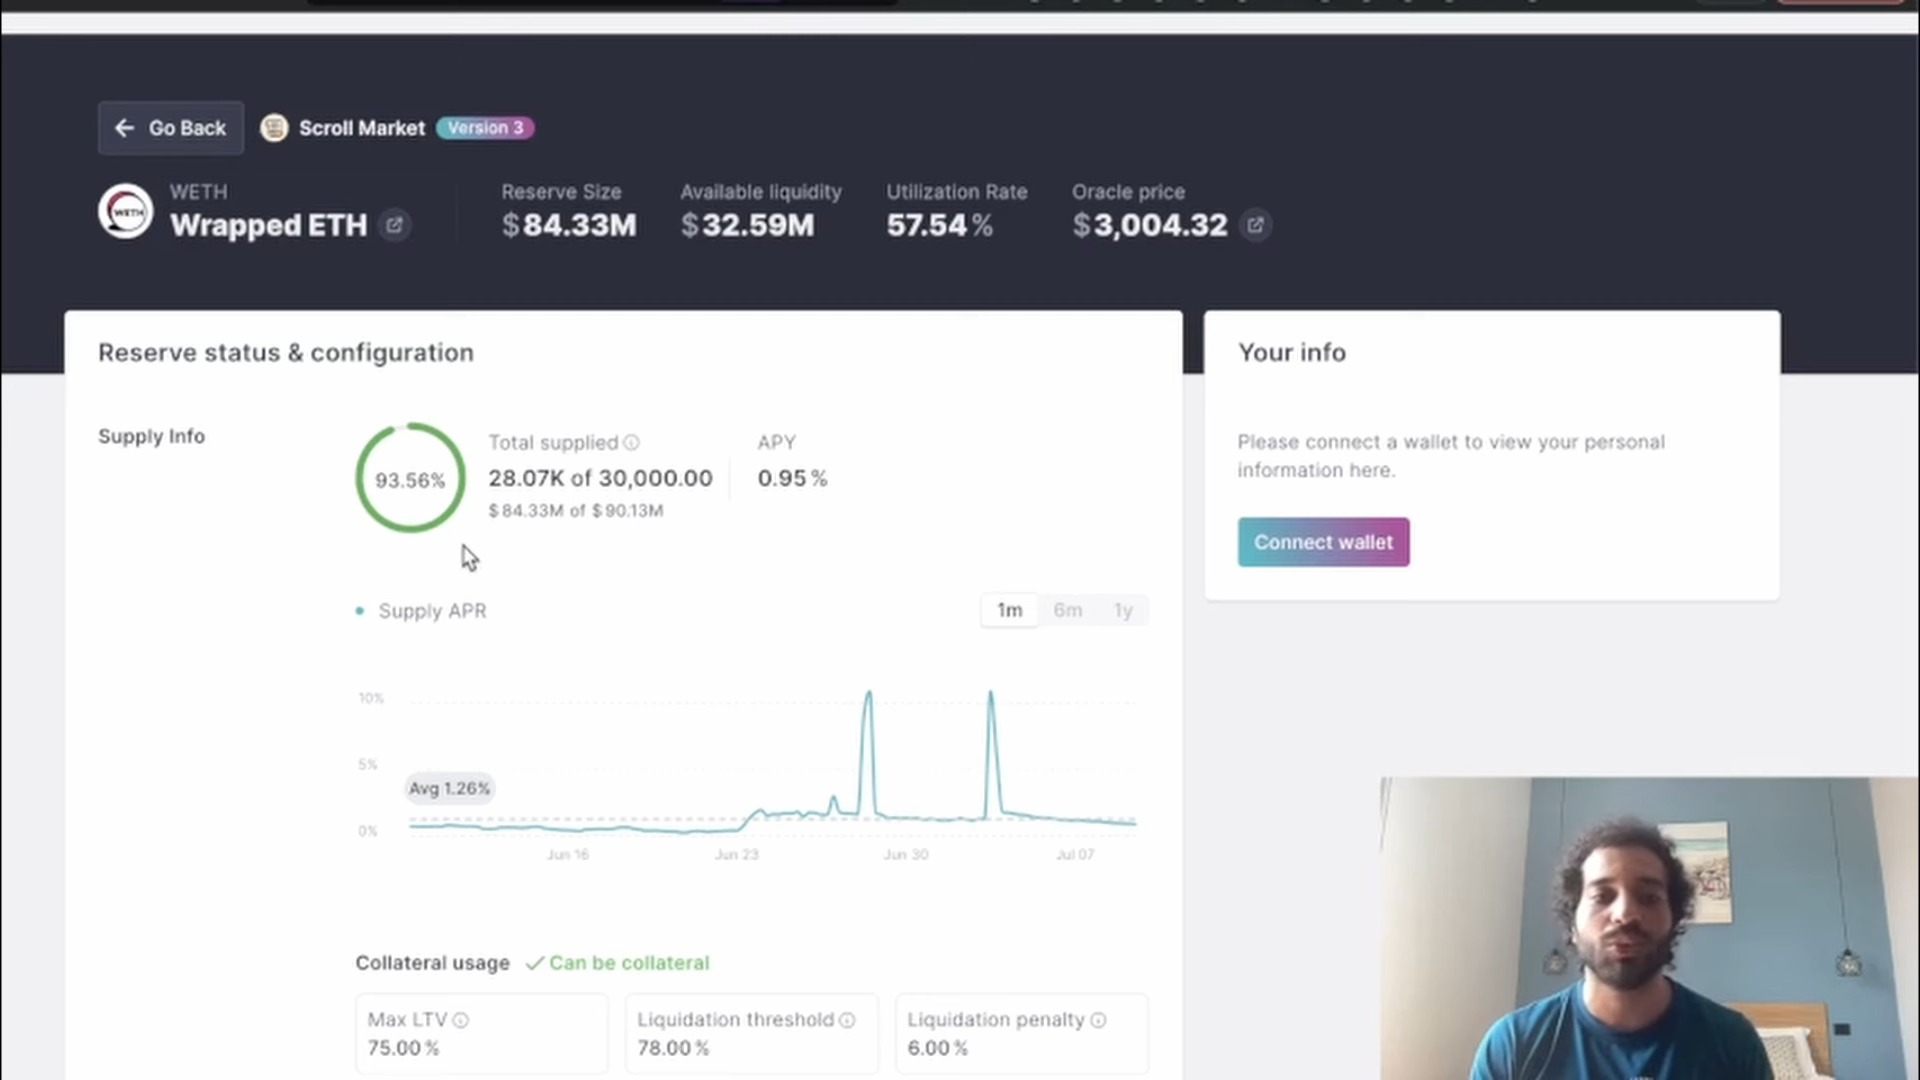 Go Back
Scroll Market
Version 3
WETH
WETH
Wrapped ETH
Reserve Size
$84.33M
Available liquidity
$32.59M
Utilization Rate
57.54%
Oracle price
$3,004.32
Reserve status & configuration
Supply Info
93.56%
Total supplied
28.07K of 30,000.00
$84.33M of $90.13M
APY
0.95%
Supply APR
1m 6m 1y
10%
5%
Avg 1.26%
0%
Jun 16 Jun 23 Jun 30 Jul 07
Collateral usage
Can be collateral
Max LTV
75.00%
Liquidation threshold
78.00%
Liquidation penalty
6.00%
Your info
Please connect a wallet to view your personal
information here.
Connect wallet